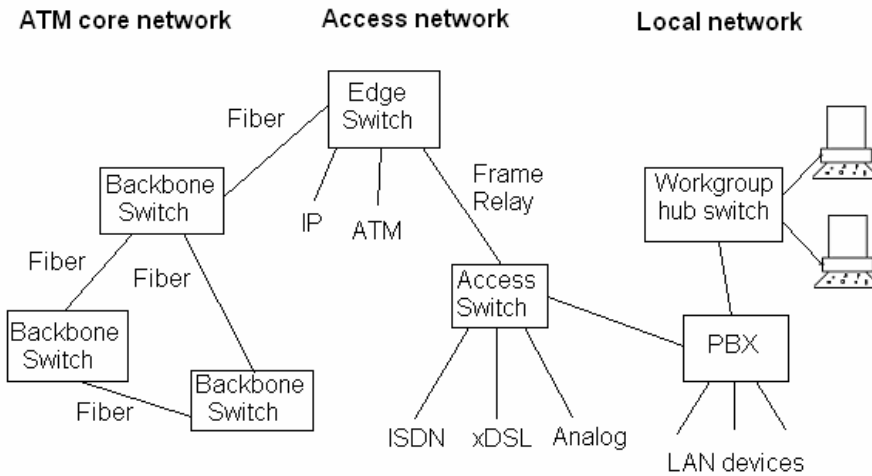 ATM core network
Access network
Local network
Edge
Switch
Fiber
Frame
Relay
Backbone
Switch
IP
ATM
Workgroup
hub switch
Fiber
Fiber
Access
Switch
Backbone
Switch
PBX
Backbone
Switch
Fiber
ISDN
xDSL
Analog
LAN devices